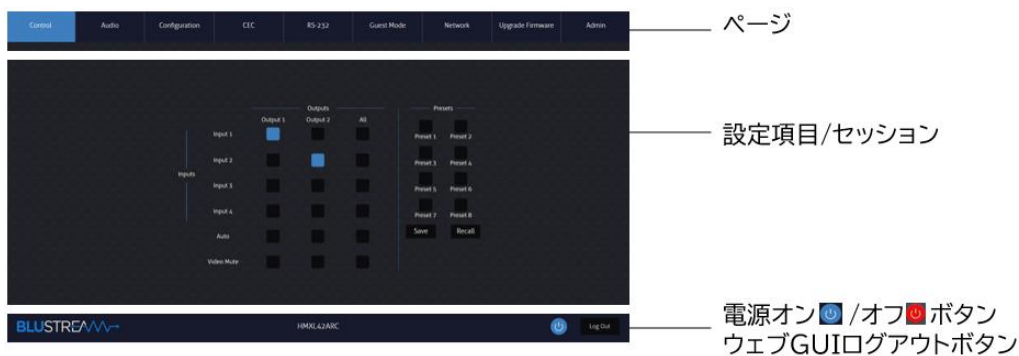 Control Audio Configuration CEC RS-232 Guest Mode Network Upgrade Firmware Admin
ページ
Outputs Presets
Output 1 Output 2 All
Input 1
Preset 1 Preset 2
設定項目/セッション
Input 2
Preset 3 Preset 4
Inputs
Input 3
Preset 5 Preset 6
Input 4
Preset 7 Preset 8
Auto
Save Recall
Video Mute
BLUSTREAM HMXL42ARC Log Out
電源オン /オフ ボタン
ウェブGUIログアウトボタン